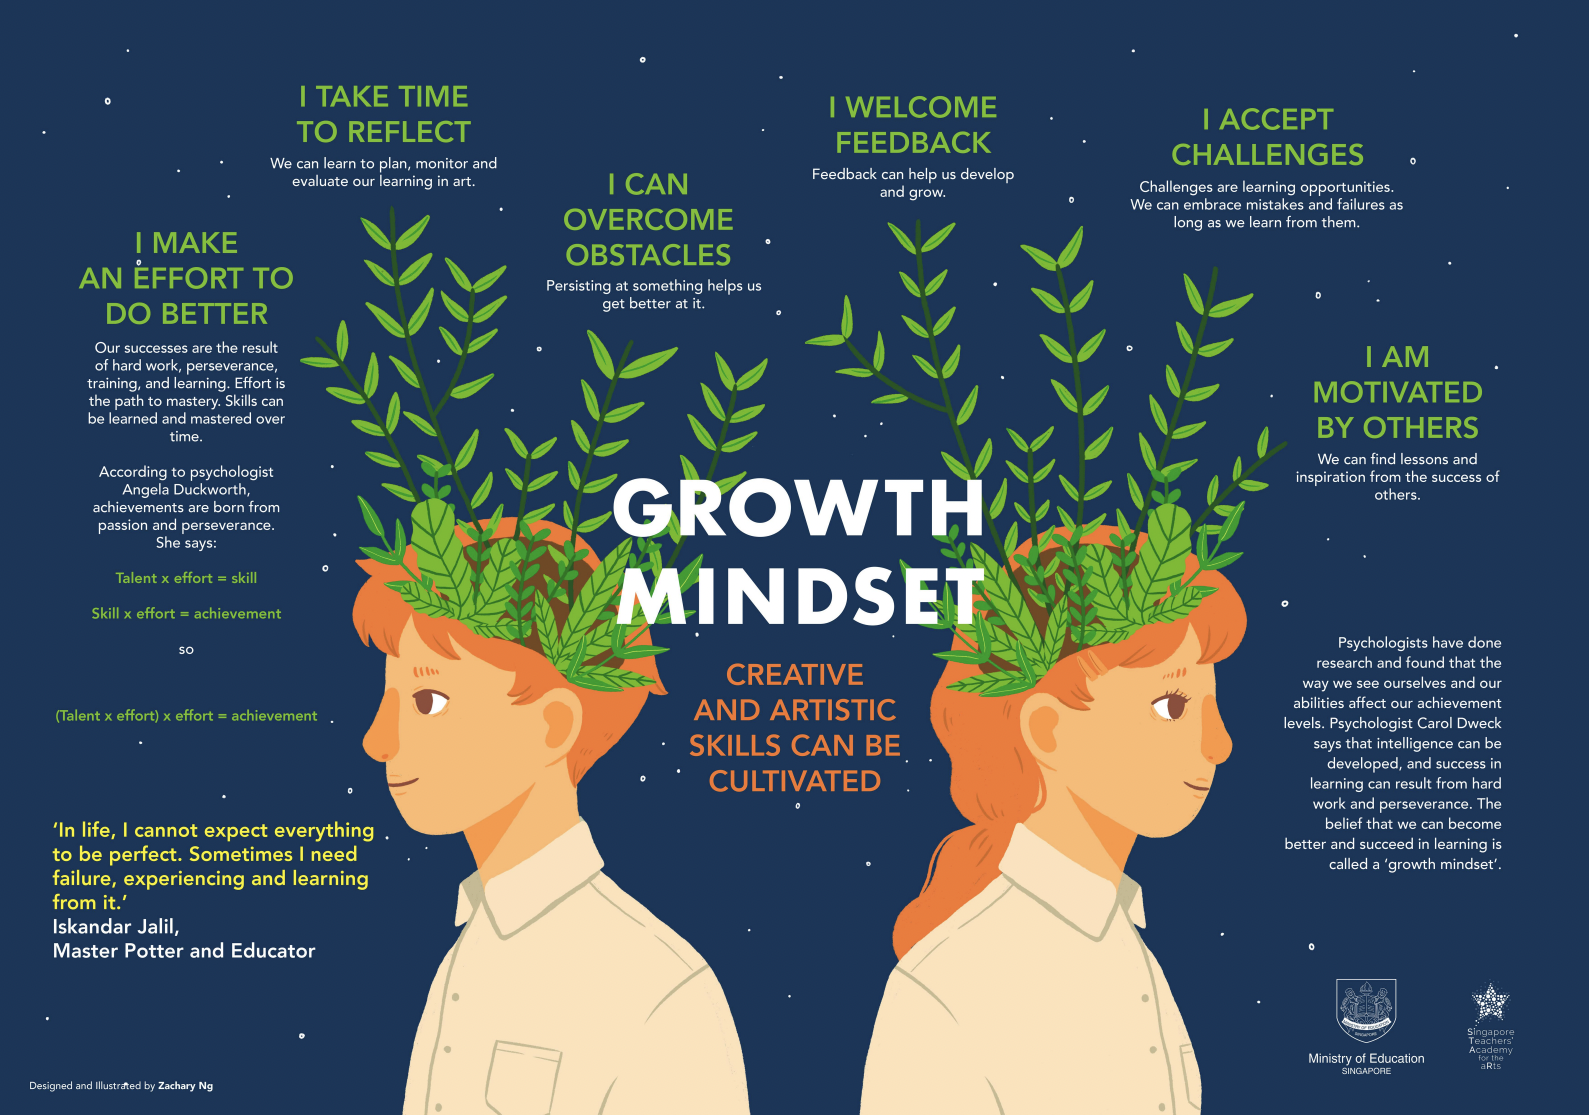 I TAKE TIME
TO REFLECT
We can learn to plan, monitor and
evaluate our learning in art.
I WELCOME
FEEDBACK
Feedback can help us develop
and grow.
I ACCEPT
CHALLENGES
Challenges are learning opportunities.
We can embrace mistakes and failures as
long as we learn from them.
I CAN
OVERCOME
OBSTACLES
Persisting at something helps us
get better at it.
I MAKE
AN EFFORT TO
DO BETTER
Our successes are the result
of hard work, perseverance,
training, and learning. Effort is
the path to mastery. Skills can
be learned and mastered over
time.
According to psychologist
Angela Duckworth,
achievements are born from
passion and perseverance.
She says:
Talent x effort = skill
Skill x effort = achievement
so
(Talent x effort) x effort = achievement
I AM
MOTIVATED
BY OTHERS
We can find lessons and
inspiration from the success of
others.
GROWTH
MINDSET
CREATIVE
AND ARTISTIC
SKILLS CAN BE
CULTIVATED
Psychologists have done
research and found that the
way we see ourselves and our
abilities affect our achievement
levels. Psychologist Carol Dweck
says that intelligence can be
developed, and success in
learning can result from hard
work and perseverance. The
belief that we can become
better and succeed in learning is
called a ‘growth mindset’.
‘In life, I cannot expect everything
to be perfect. Sometimes I need
failure, experiencing and learning
from it.’
Iskandar Jalil,
Master Potter and Educator
MINISTRY OF EDUCATION
SINGAPORE
Ministry of Education
SINGAPORE
Singapore
Teachers'
Academy
for the
aRts
Designed and Illustrated by Zachary Ng